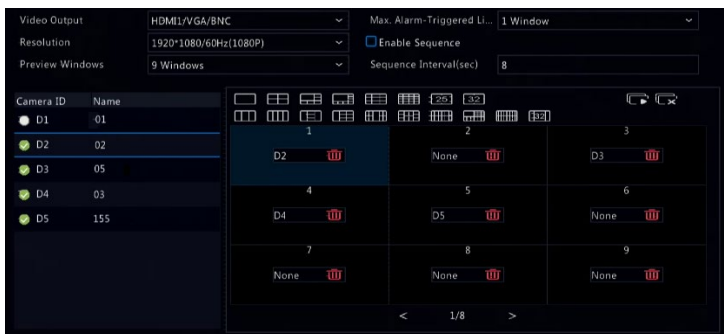 Video Output HDMI1/VGA/BNC Max. Alarm-Triggered Li... 1 Window
Resolution 1920*1080/60Hz(1080P) Enable Sequence
Preview Windows 9 Windows Sequence Interval(sec) 8
Camera ID Name 25 32
D1 01 32
1 2 3
D2 02
D2 None D3
D3 05
4 5 6
D4 03
D4 D5 None
D5 155
7 8 9
None None None
< 1/8 >